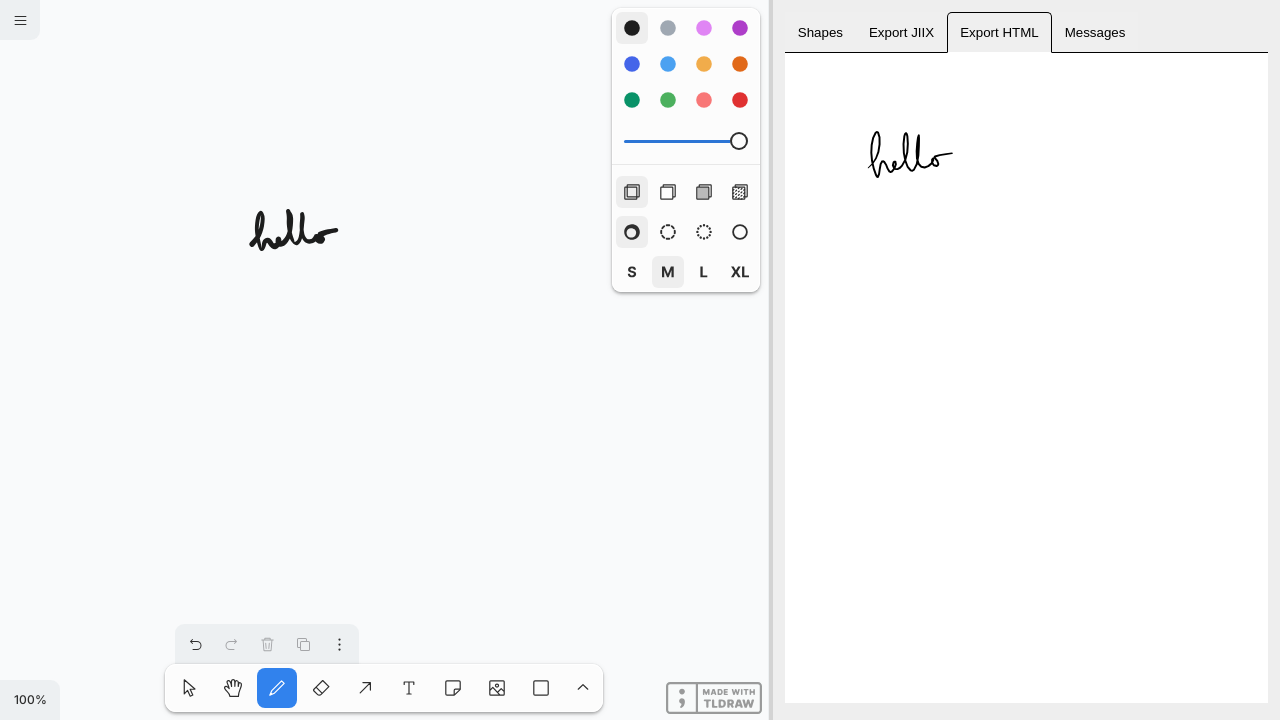 Shapes
Export JIIX
Export HTML
Messages
hello
hello
S
M
L
XL
100%
T
MADE WITH
TLDRAW